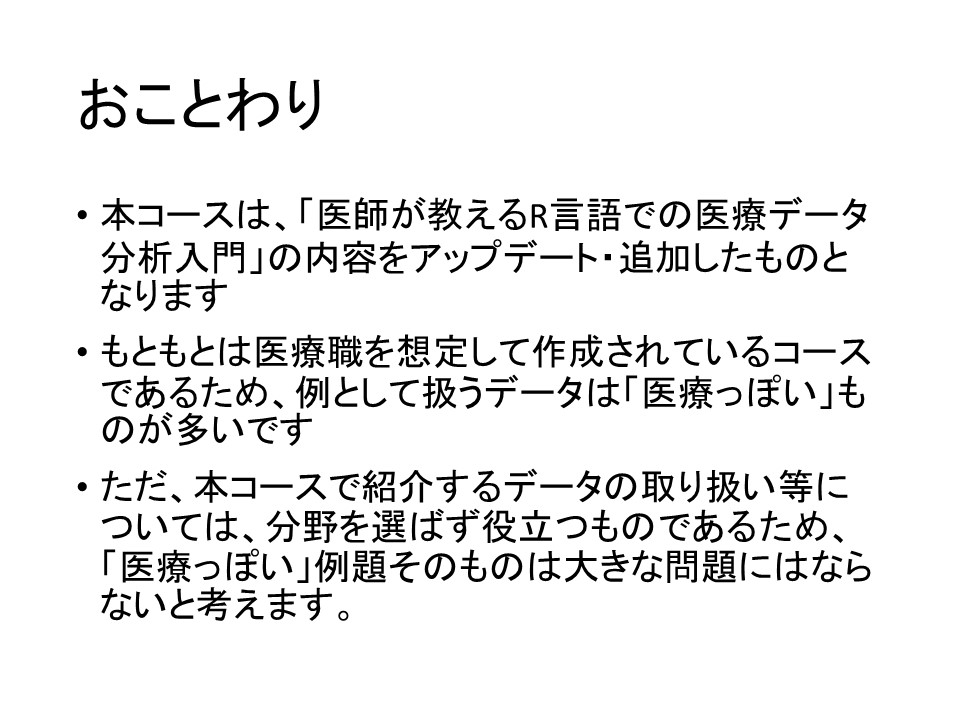 おことわり
• 本コースは、「医師が教えるR言語での医療データ
分析入門」の内容をアップデート・追加したものと
なります
• もともとは医療職を想定して作成されているコース
であるため、例として扱うデータは「医療っぽい」も
のが多いです
• ただ、本コースで紹介するデータの取り扱い等に
ついては、分野を選ばず役立つものであるため、
「医療っぽい」例題そのものは大きな問題にはなら
ないと考えます。